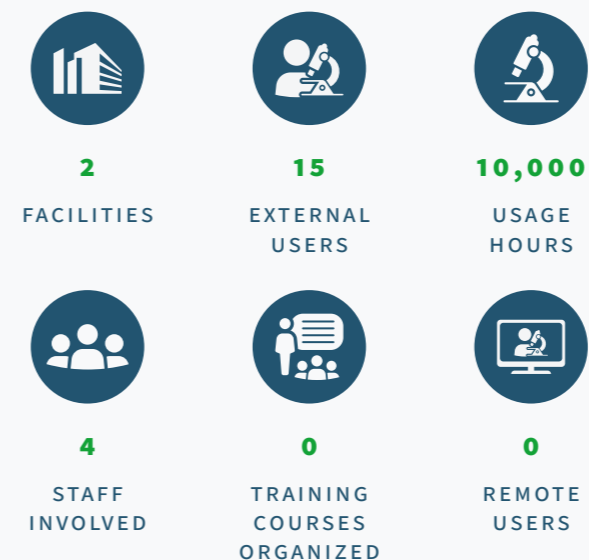 2
FACILITIES
15
EXTERNAL
USERS
10,000
USAGE
HOURS
4
STAFF
INVOLVED
0
TRAINING
COURSES
ORGANIZED
0
REMOTE
USERS